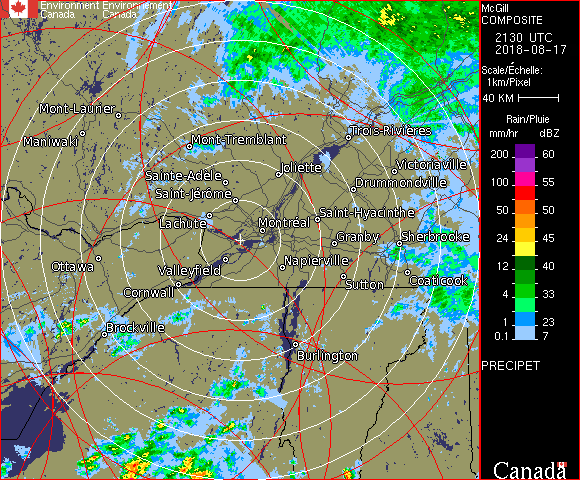 Environment Environnement
Canada Canada
Mont-Laurier
Maniwaki
Mont-Tremblant
Trois-Rivières
Sainte-Adèle
Joliette
Victoriaville
Saint-Jérôme
Drummondville
Lachute
Saint-Hyacinthe
Montréal
Granby
Sherbrooke
Ottawa
Valleyfield
Napierville
Cornwall
Sutton
Coaticook
Brockville
Burlington
McGill
COMPOSITE
2130 UTC
2018-08-17
Scale/Échelle:
1km/Pixel
40 KM
Rain/Pluie
mm/hr dBZ
200 60
100 55
50 50
24 45
12 40
4 33
1 23
0.1 7
PRECIPET
Canada